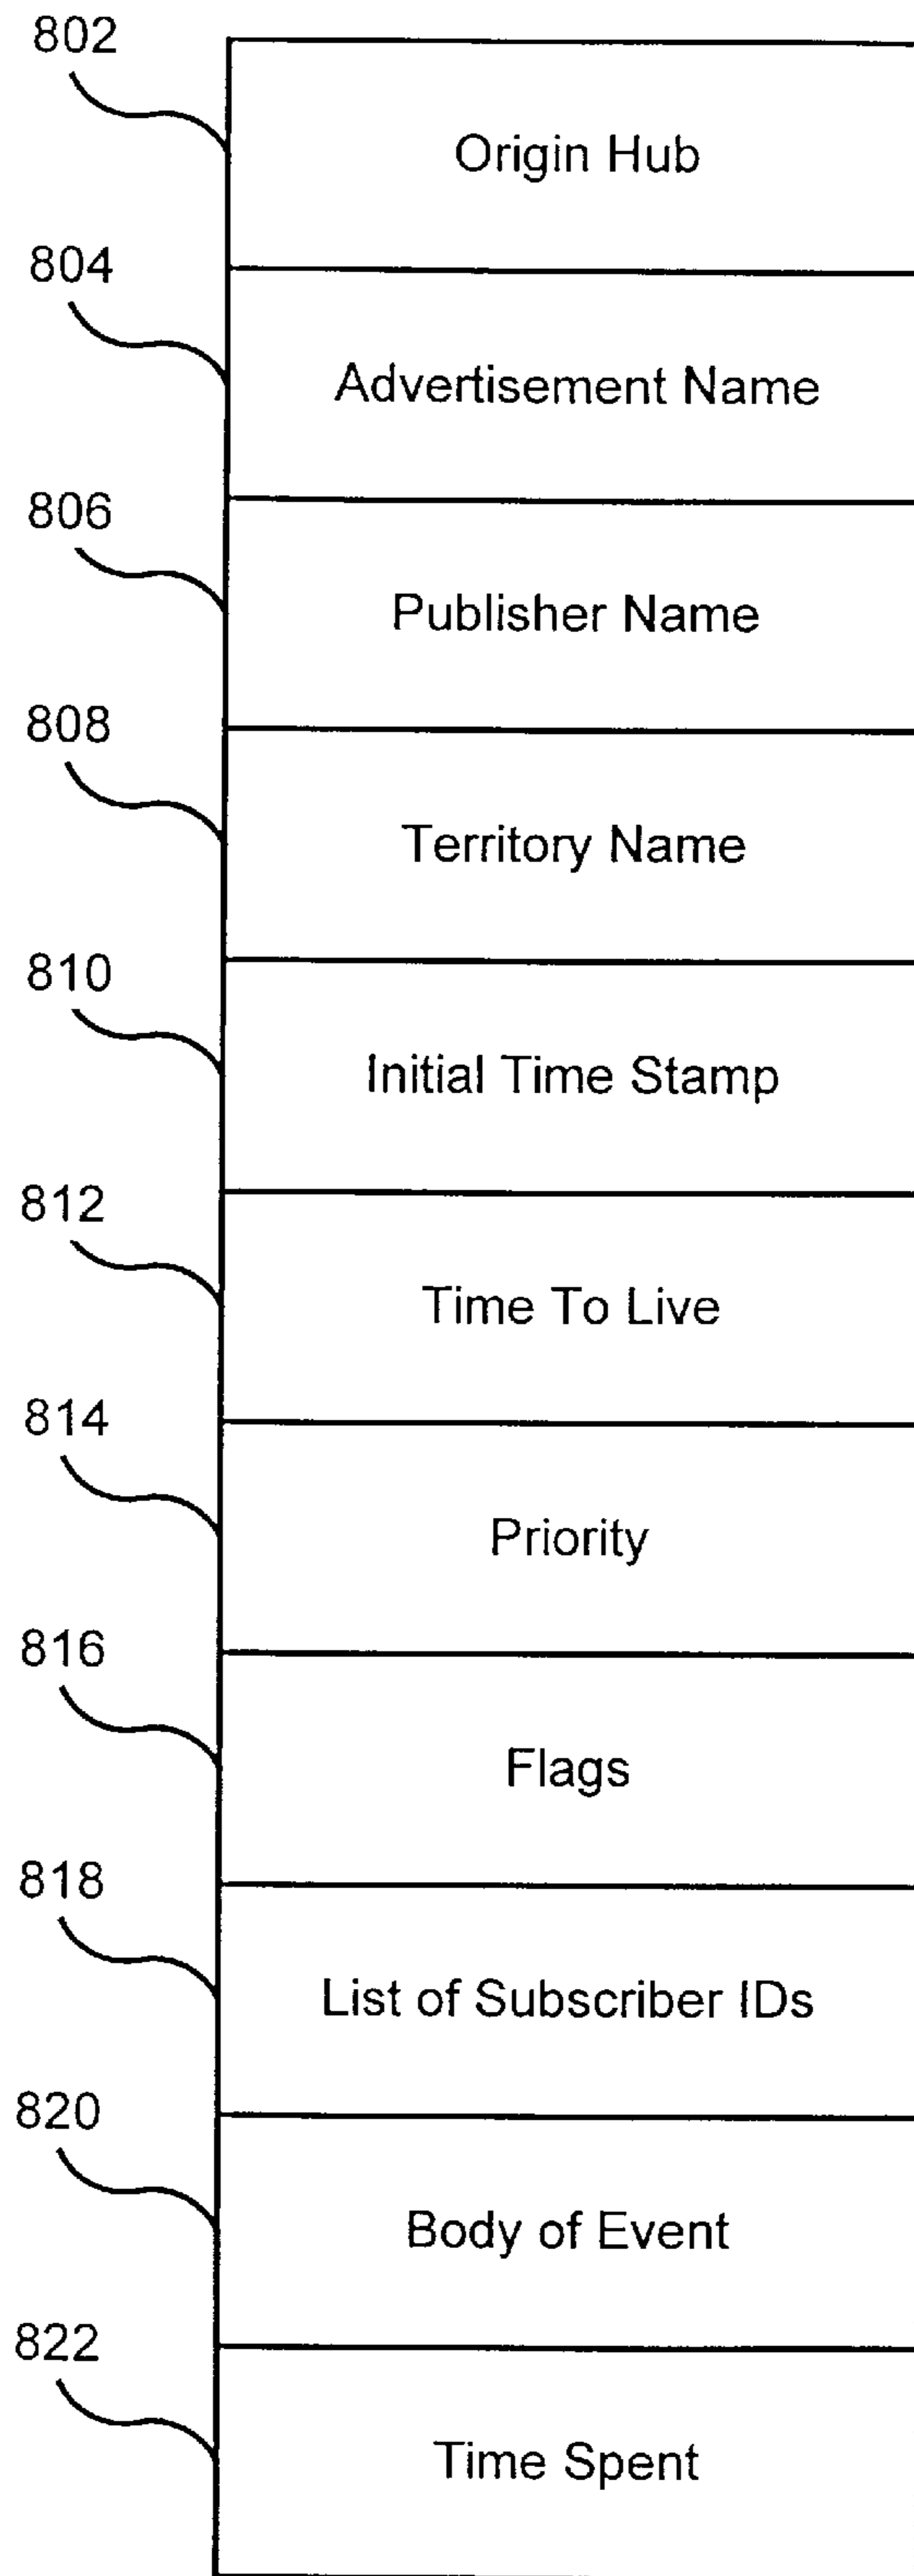 802
Origin Hub
804
Advertisement Name
806
Publisher Name
808
Territory Name
810
Initial Time Stamp
812
Time To Live
814
Priority
816
Flags
818
List of Subscriber IDs
820
Body of Event
822
Time Spent